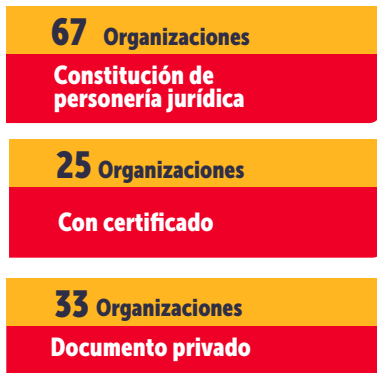 67 Organizaciones
Constitución de
personería jurídica
25 Organizaciones
Con certificado
33 Organizaciones
Documento privado